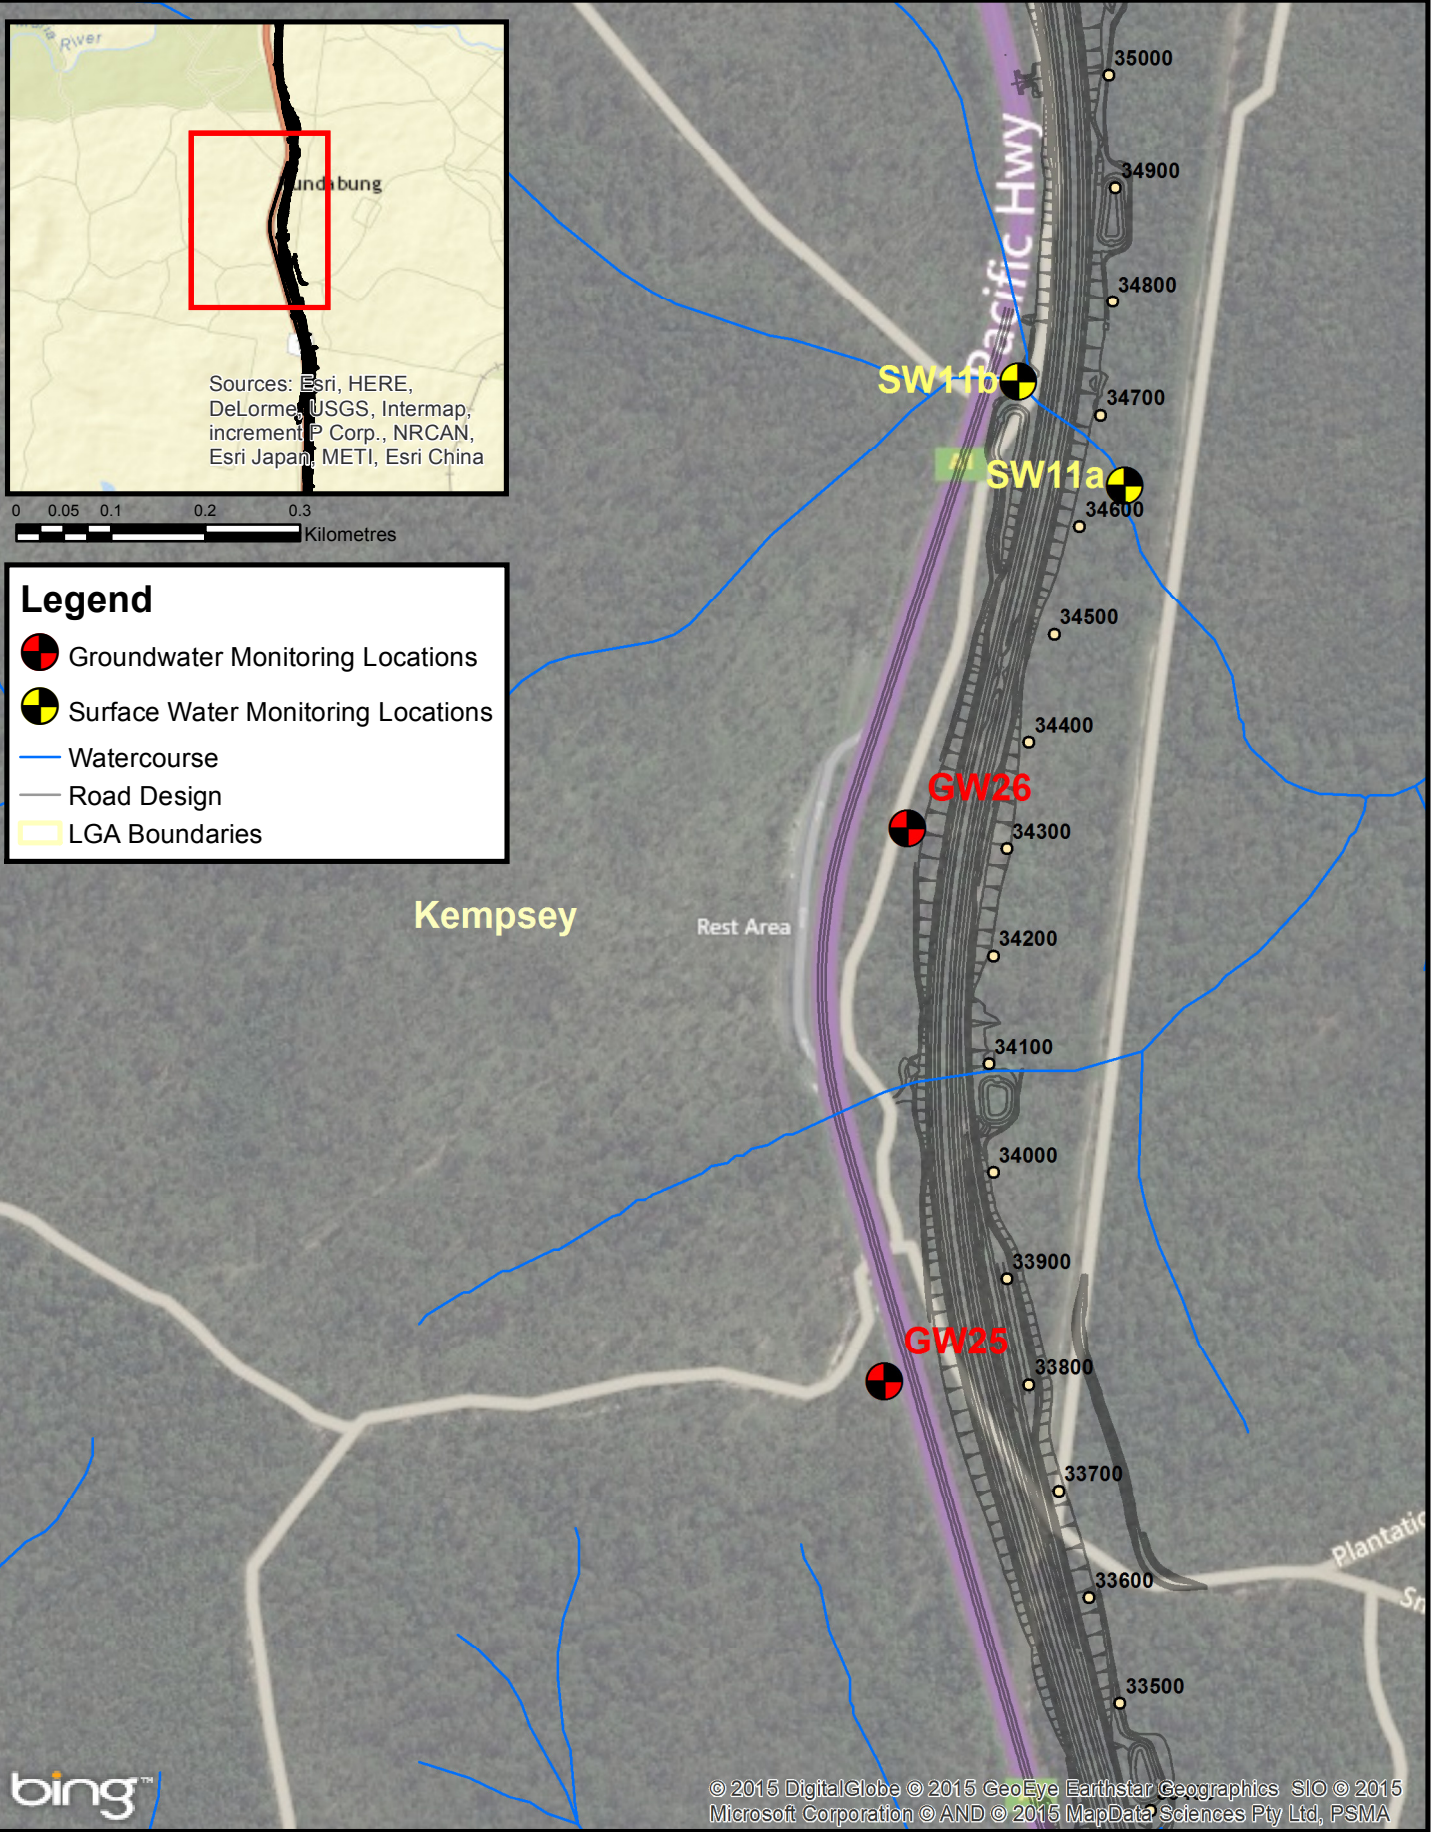 River
undabung
Sources: Esri, HERE,
DeLorme, USGS, Intermap,
increment P Corp., NRCAN,
Esri Japan, METI, Esri China
0 0.05 0.1 0.2 0.3
Kilometres
Legend
Groundwater Monitoring Locations
Surface Water Monitoring Locations
Watercourse
Road Design
LGA Boundaries
Pacific Hwy
35000
34900
34800
SW11b
34700
A1
SW11a
34600
34500
34400
GW26
34300
Kempsey
Rest Area
34200
34100
34000
33900
GW25
33800
33700
Plantatio
33600
Sm
33500
bing™
© 2015 DigitalGlobe © 2015 GeoEye Earthstar Geographics SIO © 2015
Microsoft Corporation © AND © 2015 MapData Sciences Pty Ltd, PSMA